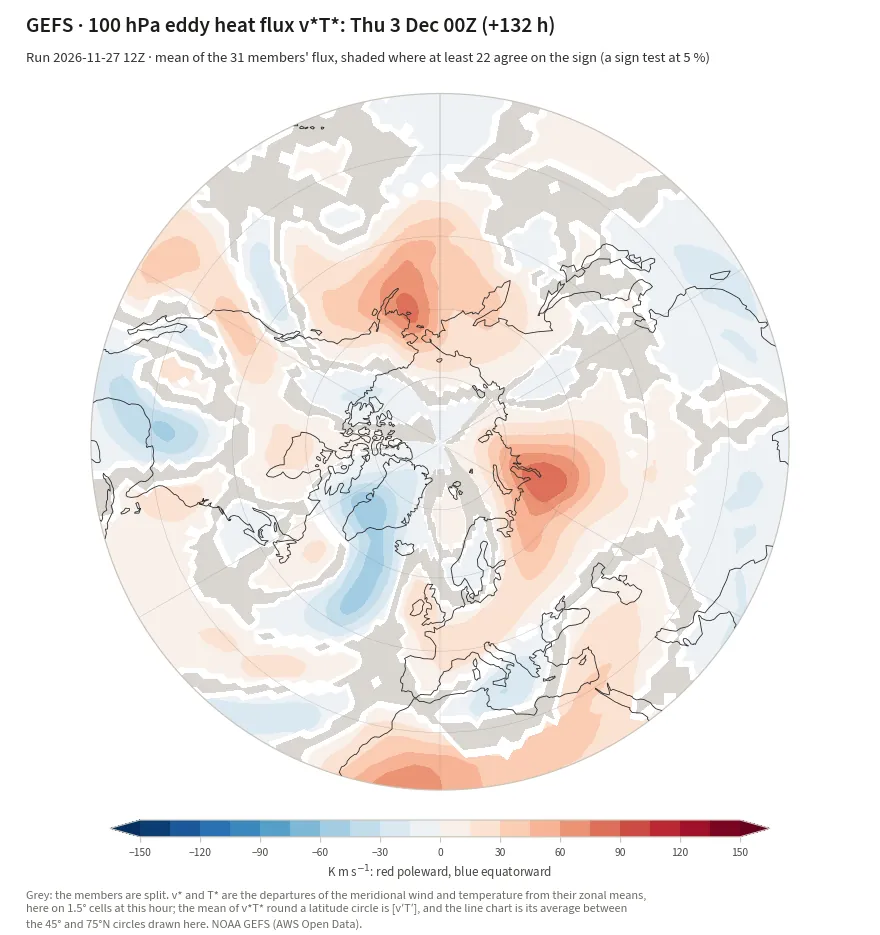 GEFS · 100 hPa eddy heat flux v*T*: Thu 3 Dec 00Z (+132 h)
Run 2026-11-27 12Z · mean of the 31 members' flux, shaded where at least 22 agree on the sign (a sign test at 5 %)
−150 −120 −90 −60 −30 0 30 60 90 120 150
K m s⁻¹: red poleward, blue equatorward
Grey: the members are split. v* and T* are the departures of the meridional wind and temperature from their zonal means,
here on 1.5° cells at this hour; the mean of v*T* round a latitude circle is [v′T′], and the line chart is its average between
the 45° and 75°N circles drawn here. NOAA GEFS (AWS Open Data).